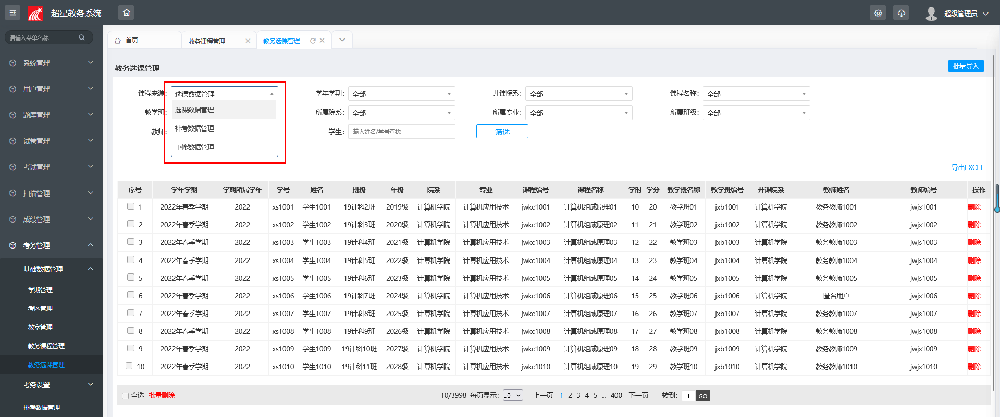 超星教务系统
超级管理员
请输入菜单名称
首页
教务课程管理
教务选课管理
系统管理
用户管理
题库管理
试卷管理
考试管理
扫描管理
成绩管理
考务管理
基础数据管理
学期管理
考区管理
教室管理
教务课程管理
教务选课管理
考务设置
排考数据管理
教务选课管理
批量导入
课程来源: 选课数据管理 学年学期: 全部 开课院系: 全部 课程名称: 全部
选课数据管理
补考数据管理
重修数据管理
教学班 所属院系: 全部 所属专业: 全部 所属班级: 全部
教师: 学生: 输入姓名/学号查找 筛选
导出EXCEL
序号 学年学期 学期所属学年 学号 姓名 班级 年级 院系 专业 课程编号 课程名称 学时 学分 教学班名称 教学班编号 开课院系 教师姓名 教师编号 操作
1 2022年春季学期 2022 xs1001 学生1001 19计科2班 2019级 计算机学院 计算机应用技术 jwkc1001 计算机组成原理01 10 20 教学班01 jxb1001 计算机学院 教务教师1001 jwjs1001 删除
2 2022年春季学期 2022 xs1002 学生1002 19计科3班 2020级 计算机学院 计算机应用技术 jwkc1002 计算机组成原理02 11 21 教学班02 jxb1002 计算机学院 教务教师1002 jwjs1002 删除
3 2022年春季学期 2022 xs1003 学生1003 19计科4班 2021级 计算机学院 计算机应用技术 jwkc1003 计算机组成原理03 12 22 教学班03 jxb1003 计算机学院 教务教师1003 jwjs1003 删除
4 2022年春季学期 2022 xs1004 学生1004 19计科5班 2022级 计算机学院 计算机应用技术 jwkc1004 计算机组成原理04 13 23 教学班04 jxb1004 计算机学院 教务教师1004 jwjs1004 删除
5 2022年春季学期 2022 xs1005 学生1005 19计科6班 2023级 计算机学院 计算机应用技术 jwkc1005 计算机组成原理05 14 24 教学班05 jxb1005 计算机学院 教务教师1005 jwjs1005 删除
6 2022年春季学期 2022 xs1006 学生1006 19计科7班 2024级 计算机学院 计算机应用技术 jwkc1006 计算机组成原理06 15 25 教学班06 jxb1006 计算机学院 匿名用户 jwjs1006 删除
7 2022年春季学期 2022 xs1007 学生1007 19计科8班 2025级 计算机学院 计算机应用技术 jwkc1007 计算机组成原理07 16 26 教学班07 jxb1007 计算机学院 教务教师1007 jwjs1007 删除
8 2022年春季学期 2022 xs1008 学生1008 19计科9班 2026级 计算机学院 计算机应用技术 jwkc1008 计算机组成原理08 17 27 教学班08 jxb1008 计算机学院 教务教师1008 jwjs1008 删除
9 2022年春季学期 2022 xs1009 学生1009 19计科10班 2027级 计算机学院 计算机应用技术 jwkc1009 计算机组成原理09 18 28 教学班09 jxb1009 计算机学院 教务教师1009 jwjs1009 删除
10 2022年春季学期 2022 xs1010 学生1010 19计科11班 2028级 计算机学院 计算机应用技术 jwkc1010 计算机组成原理10 19 29 教学班10 jxb1010 计算机学院 教务教师1010 jwjs1010 删除
全选 批量删除 10/3998 每页显示: 10 上一页 1 2 3 4 5 ... 400 下一页 转到: 1 GO